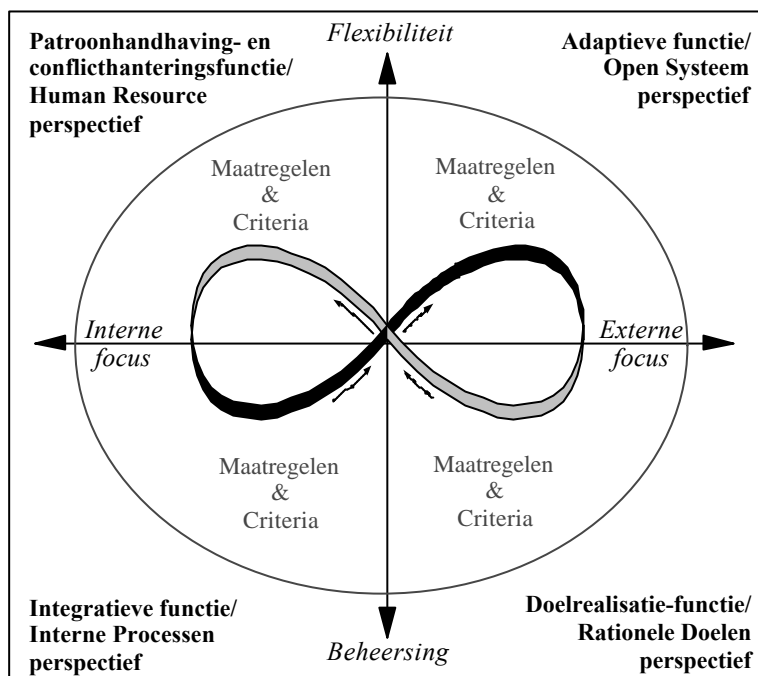 Flexibiliteit
Patroonhandhaving- en
conflicthanteringsfunctie/
Human Resource
perspectief
Adaptieve functie/
Open Systeem
perspectief
Maatregelen
&
Criteria
Maatregelen
&
Criteria
Interne
focus
Externe
focus
Maatregelen
&
Criteria
Maatregelen
&
Criteria
Integratieve functie/
Interne Processen
perspectief
Doelrealisatie-functie/
Rationele Doelen
perspectief
Beheersing